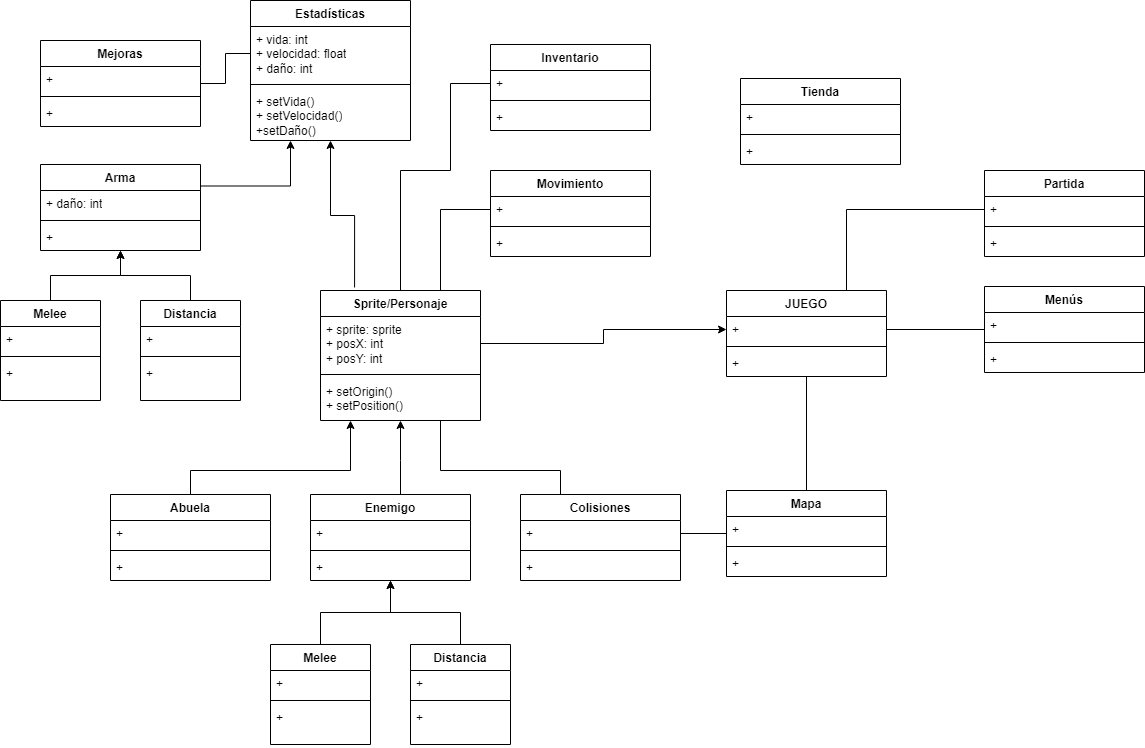 Estadísticas
+ vida: int
+ velocidad: float
+ daño: int
+ setVida()
+ setVelocidad()
+setDaño()
Mejoras
+
+
Inventario
+
+
Tienda
+
+
Arma
+ daño: int
+
Movimiento
+
+
Partida
+
+
Melee
+
+
Distancia
+
+
Sprite/Personaje
+ sprite: sprite
+ posX: int
+ posY: int
+ setOrigin()
+ setPosition()
JUEGO
+
+
Menús
+
+
Abuela
+
+
Enemigo
+
+
Colisiones
+
+
Mapa
+
+
Melee
+
+
Distancia
+
+